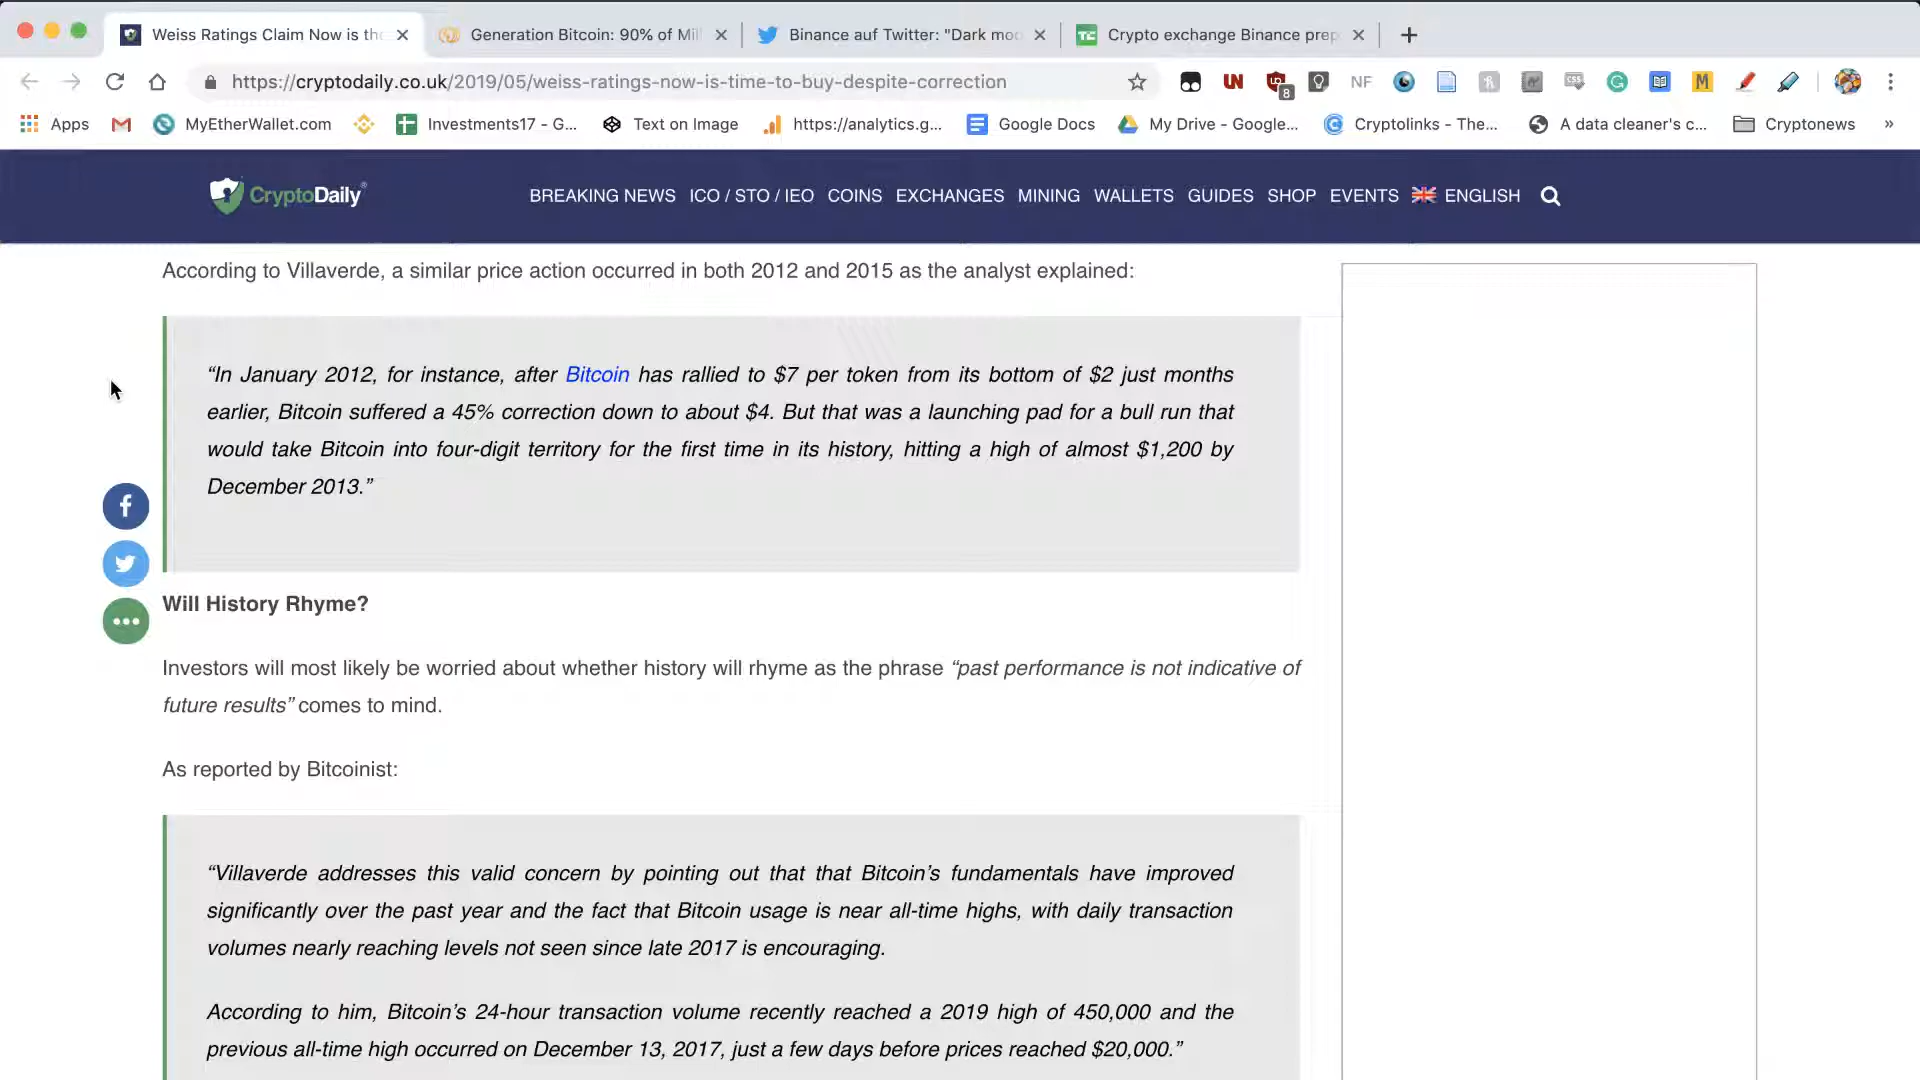 Weiss Ratings Claim Now is the
Generation Bitcoin: 90% of Mil
Binance auf Twitter: "Dark mod
Crypto exchange Binance prep
https://cryptodaily.co.uk/2019/05/weiss-ratings-now-is-time-to-buy-despite-correction
UN
8
NF
CSS
M
Apps
MyEtherWallet.com
Investments17 - G...
Text on Image
https://analytics.g...
Google Docs
My Drive - Google...
Cryptolinks - The...
A data cleaner's c...
Cryptonews
»
CryptoDaily®
BREAKING NEWS ICO / STO / IEO COINS EXCHANGES MINING WALLETS GUIDES SHOP EVENTS ENGLISH
According to Villaverde, a similar price action occurred in both 2012 and 2015 as the analyst explained:
“In January 2012, for instance, after Bitcoin has rallied to $7 per token from its bottom of $2 just months
earlier, Bitcoin suffered a 45% correction down to about $4. But that was a launching pad for a bull run that
would take Bitcoin into four-digit territory for the first time in its history, hitting a high of almost $1,200 by
December 2013.”
Will History Rhyme?
Investors will most likely be worried about whether history will rhyme as the phrase “past performance is not indicative of
future results” comes to mind.
As reported by Bitcoinist:
“Villaverde addresses this valid concern by pointing out that that Bitcoin’s fundamentals have improved
significantly over the past year and the fact that Bitcoin usage is near all-time highs, with daily transaction
volumes nearly reaching levels not seen since late 2017 is encouraging.
According to him, Bitcoin’s 24-hour transaction volume recently reached a 2019 high of 450,000 and the
previous all-time high occurred on December 13, 2017, just a few days before prices reached $20,000.”